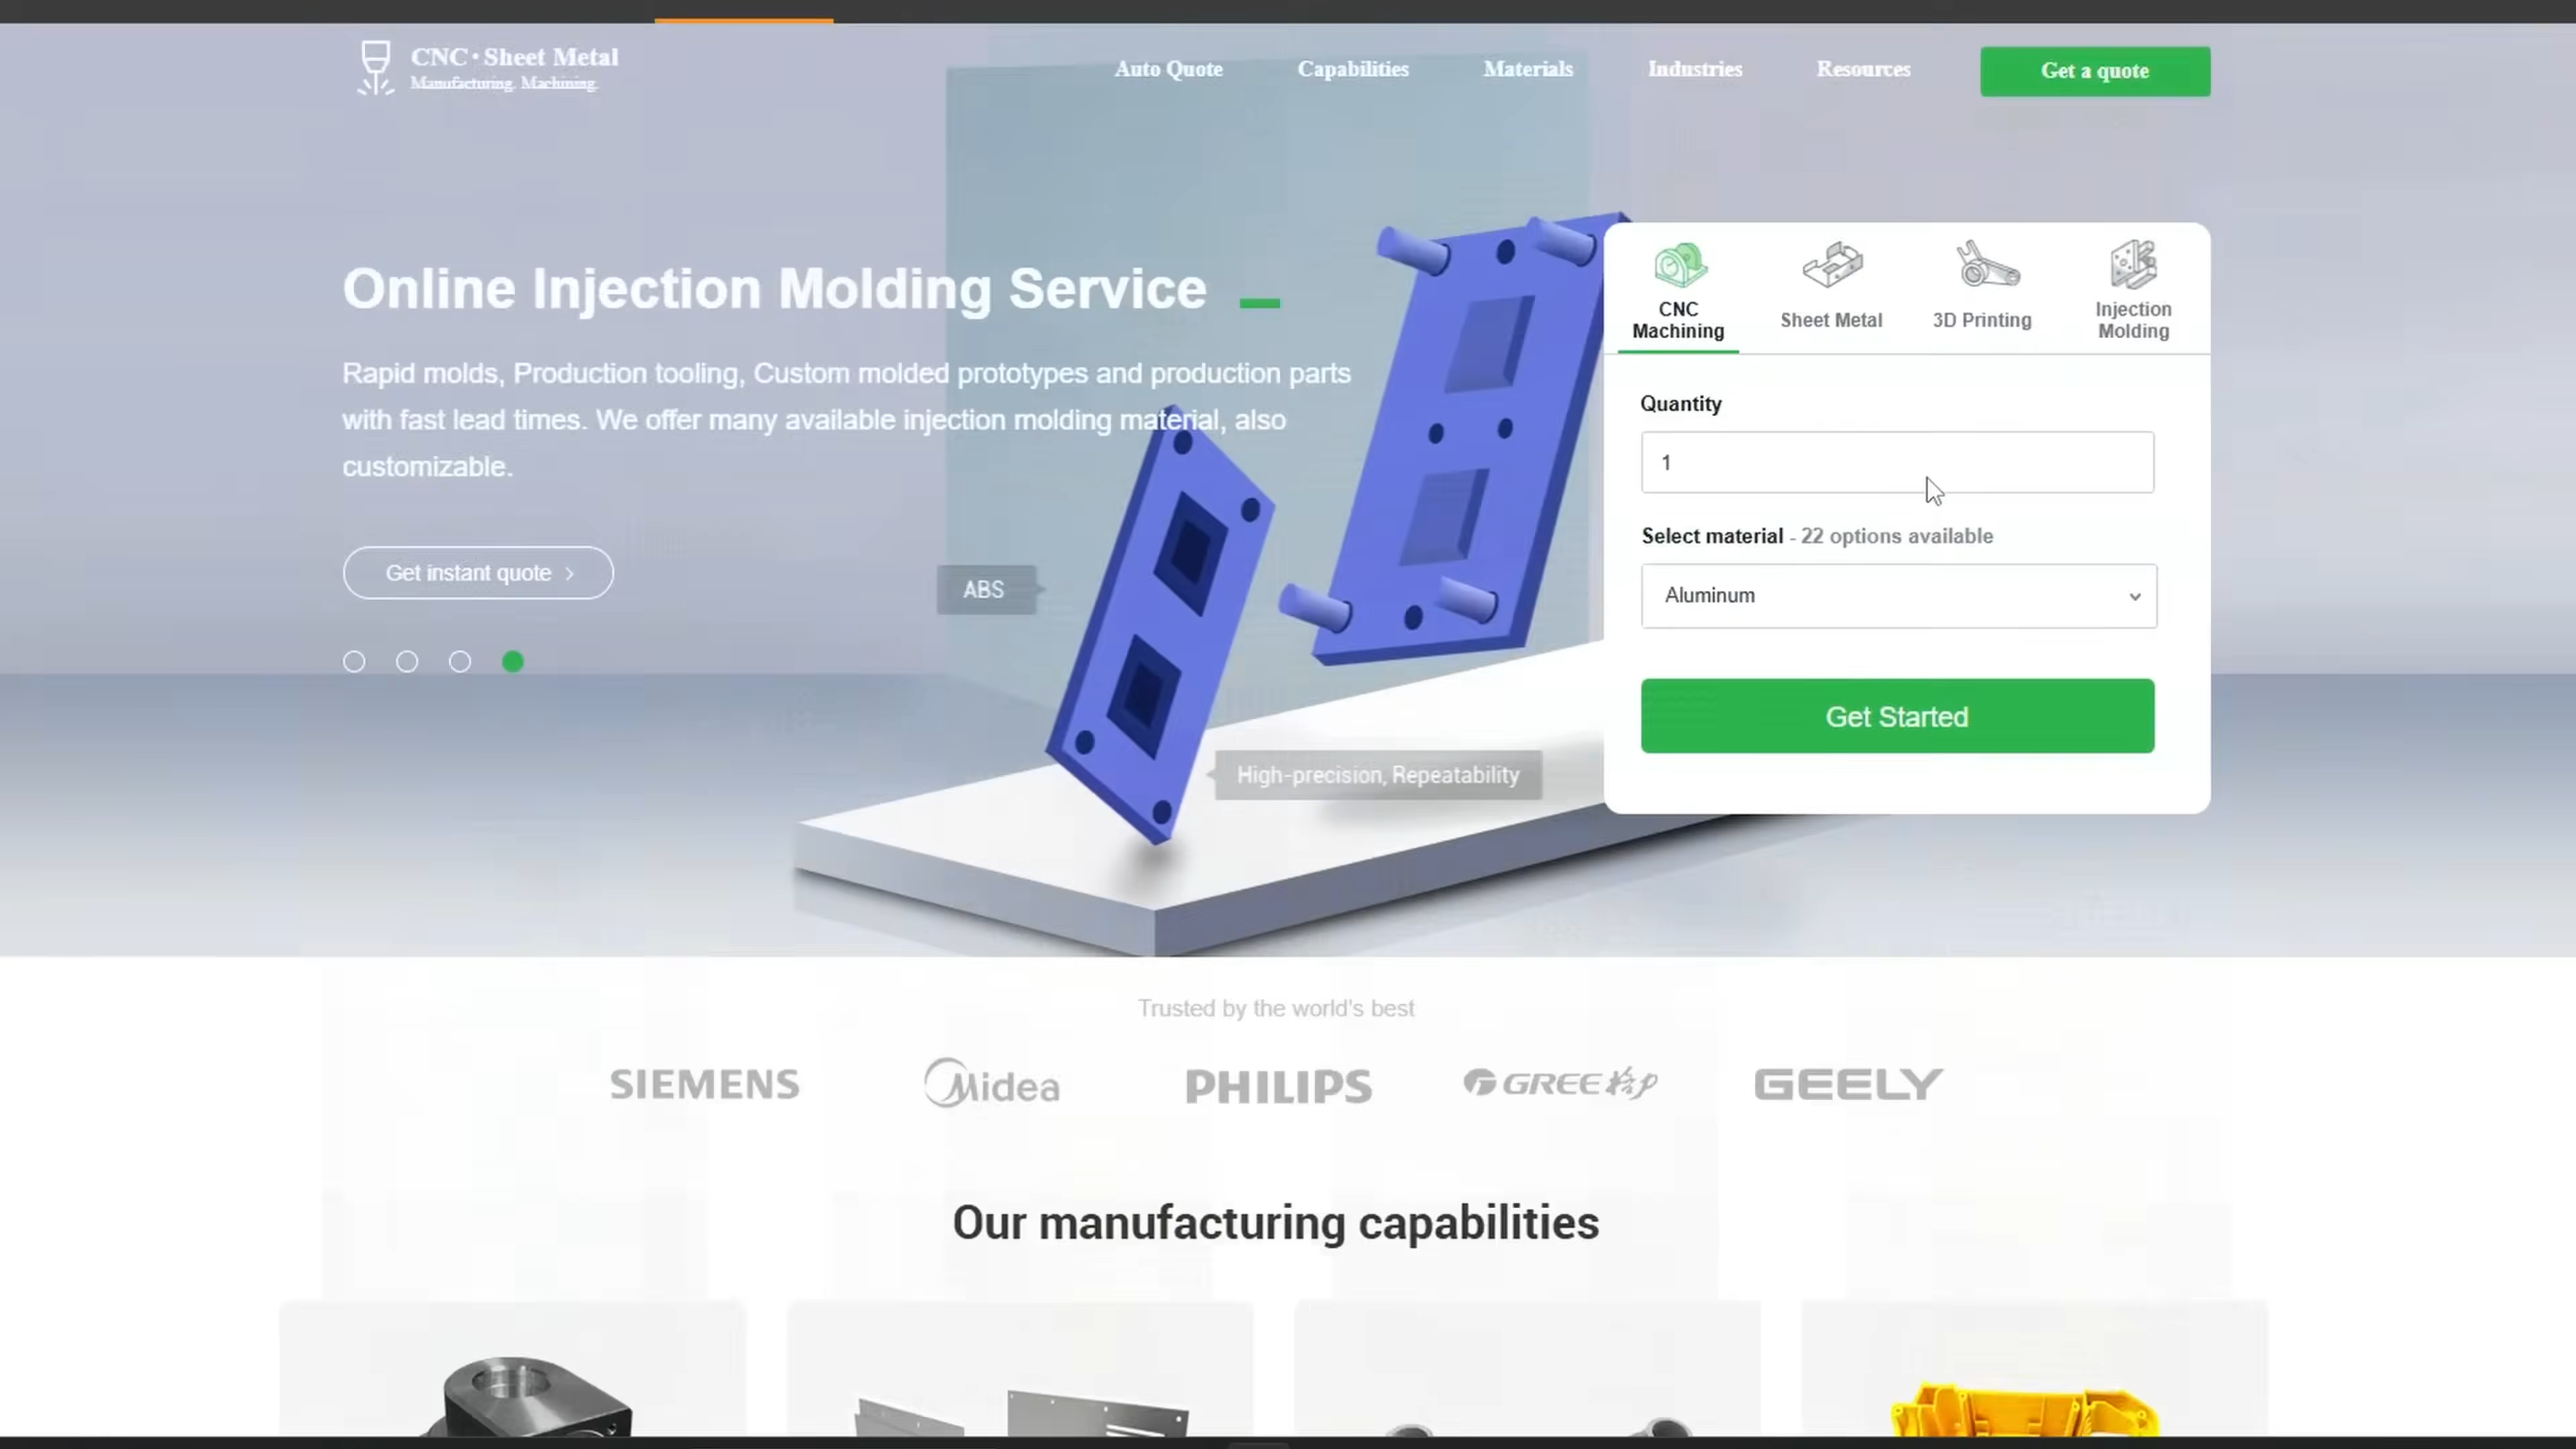 CNC·Sheet Metal
Manufacturing. Machining.
Auto Quote
Capabilities
Materials
Industries
Resources
Get a quote
Online Injection Molding Service
Rapid molds, Production tooling, Custom molded prototypes and production parts
with fast lead times. We offer many available injection molding material, also
customizable.
Get instant quote
ABS
High-precision, Repeatability
CNC
Machining
Sheet Metal
3D Printing
Injection
Molding
Quantity
1
Select material - 22 options available
Aluminum
Get Started
Trusted by the world's best
SIEMENS
Midea
PHILIPS
GREE 格力
GEELY
Our manufacturing capabilities